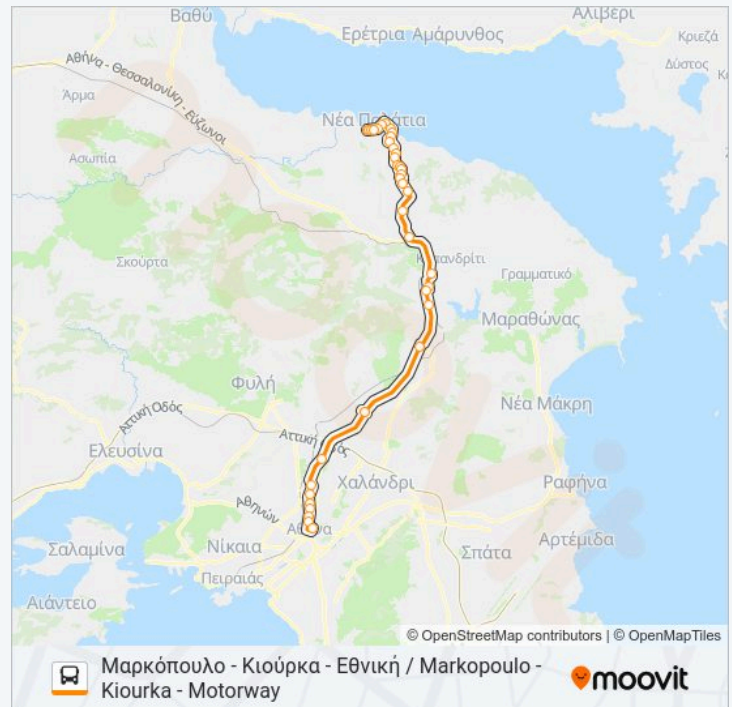 Βαθύ
Αλιβέρι
Ερέτρια Αμάρυνθος
Κριεζά
Αθήνα - Θεσσαλονίκη - Εύζωνοι
Δύστος
Άρμα
Νέα Παλάτια
Ασωπία
Σκούρτα
Καπανδρίτι
Γραμματικό
Μαραθώνας
Φυλή
Αττική Οδός
Νέα Μάκρη
Αττική Οδός
Ελευσίνα
Χαλάνδρι
Ραφήνα
Αθηνών
Αθήνα
Νίκαια
Σπάτα
Αρτέμιδα
Σαλαμίνα
Πειραιάς
Αιάντειο
© OpenStreetMap contributors | © OpenMapTiles
Μαρκόπουλο - Κιούρκα - Εθνική / Markopoulo -
Kiourka - Motorway
moovit